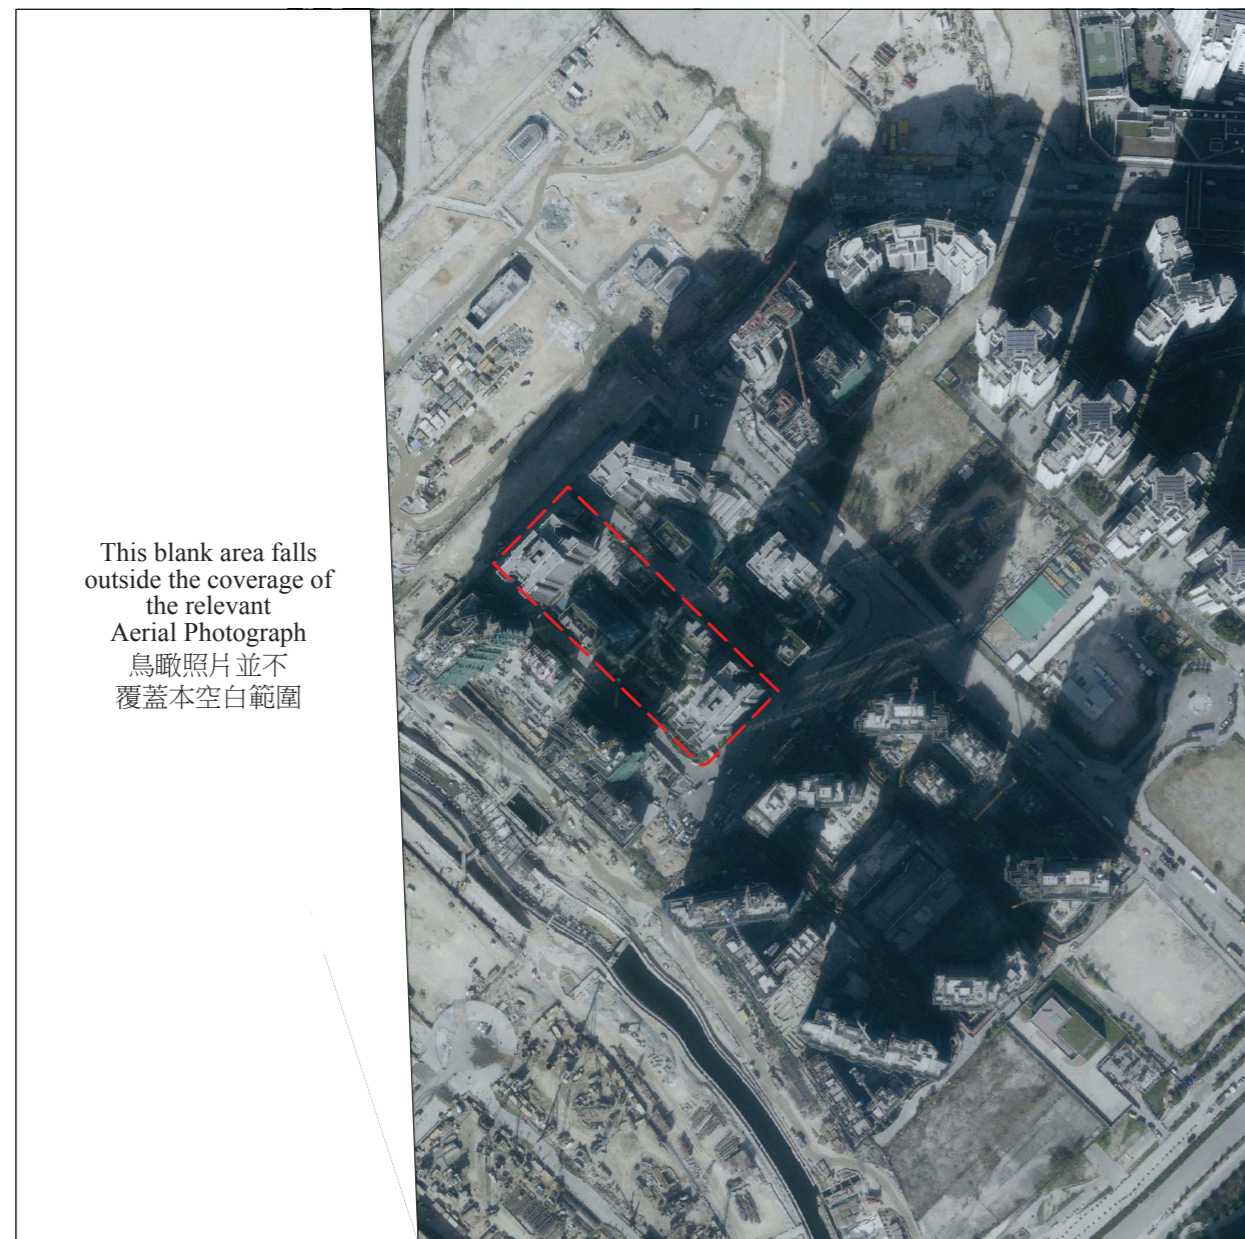 This blank area falls
outside the coverage of
the relevant
Aerial Photograph
鳥瞰照片並不
覆蓋本空白範圍